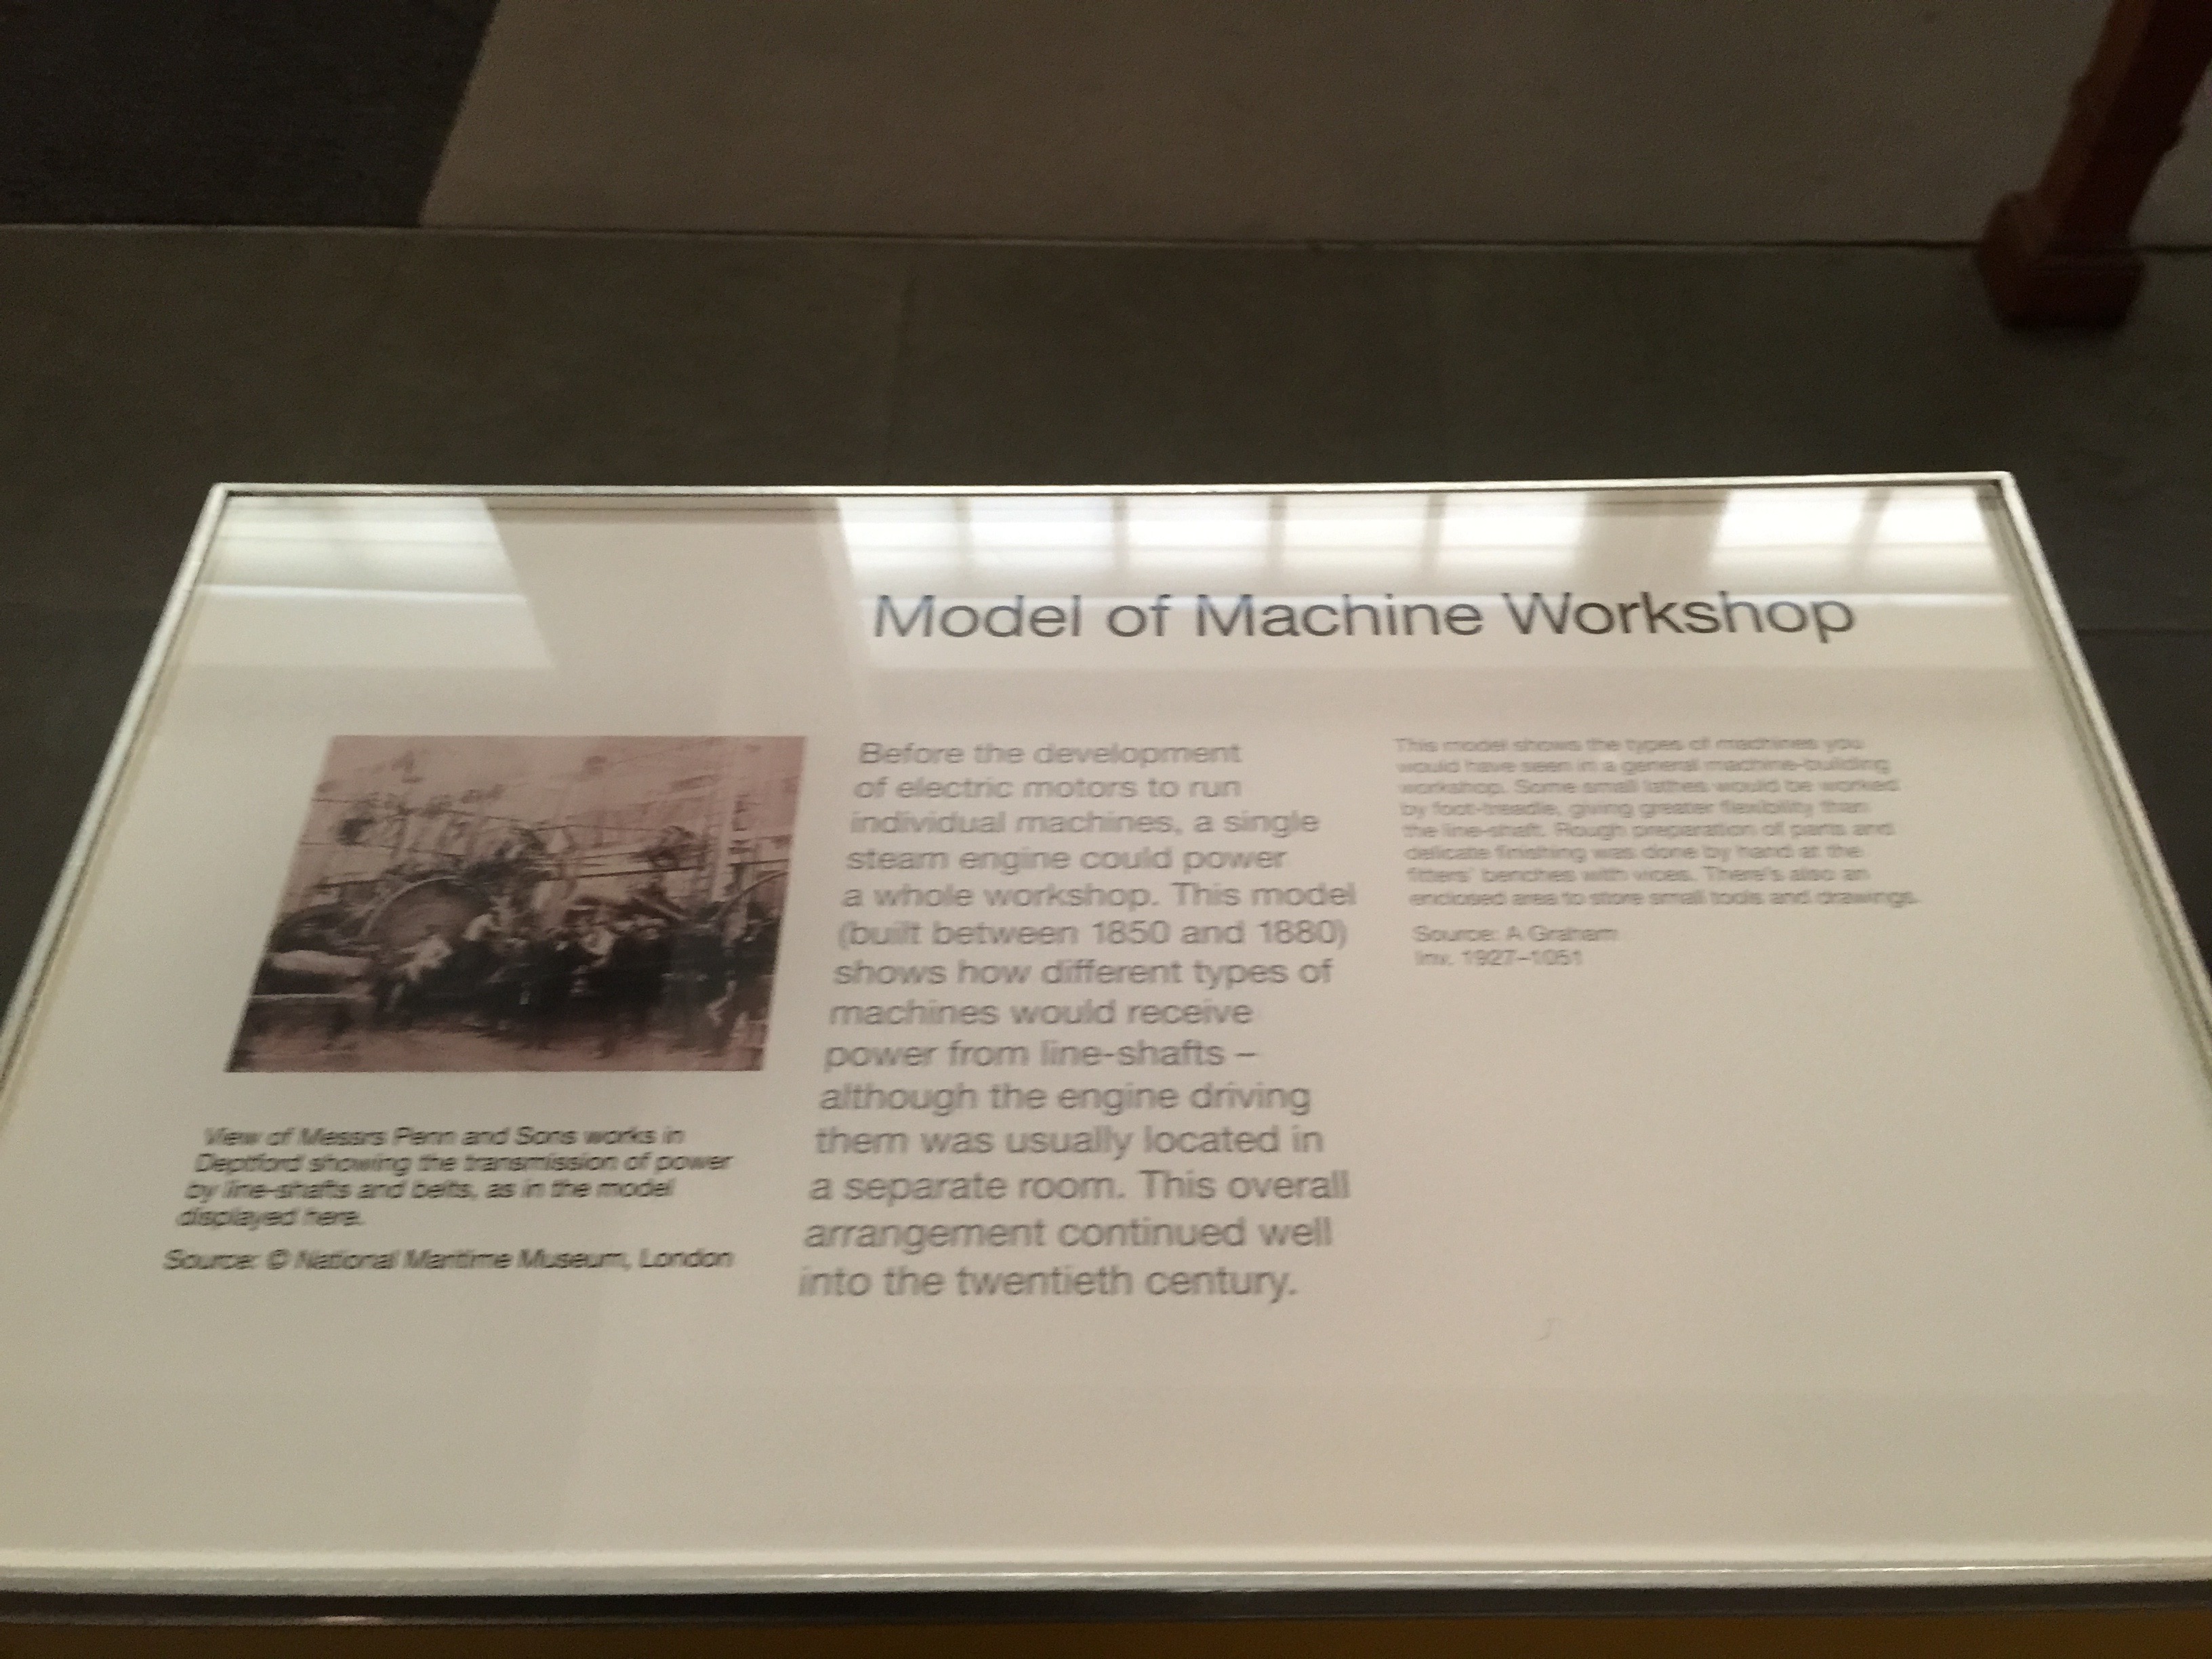 Model of Machine Workshop
View of Messrs Penn and Sons works in
Deptford showing the transmission of power
by line-shafts and belts, as in the model
displayed here.
Source: © National Maritime Museum, London
Before the development
of electric motors to run
individual machines, a single
steam engine could power
a whole workshop. This model
(built between 1850 and 1880)
shows how different types of
machines would receive
power from line-shafts –
although the engine driving
them was usually located in
a separate room. This overall
arrangement continued well
into the twentieth century.
This model shows the types of machines you
would have seen in a general machine-building
workshop. Some small lathes would be worked
by foot-treadle, giving greater flexibility than
the line-shaft. Rough preparation of parts and
delicate finishing was done by hand at the
fitters' benches with vices. There's also an
enclosed area to store small tools and drawings.
Source: A Graham
Inv. 1927–1051